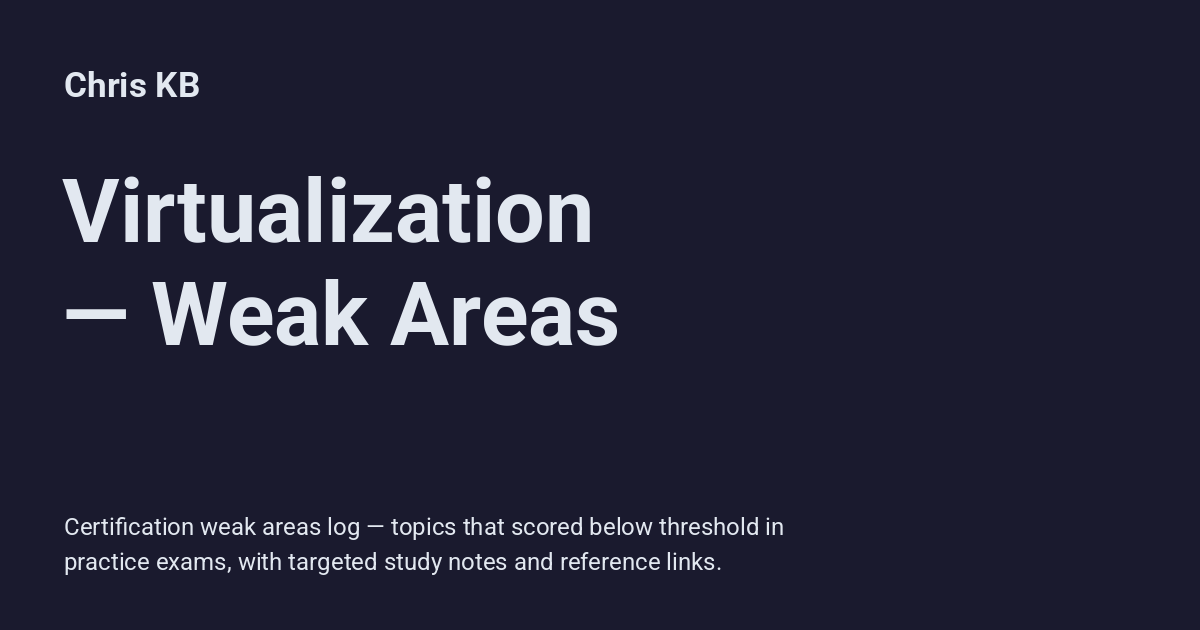 Chris KB
Virtualization
— Weak Areas
Certification weak areas log — topics that scored below threshold in
practice exams, with targeted study notes and reference links.